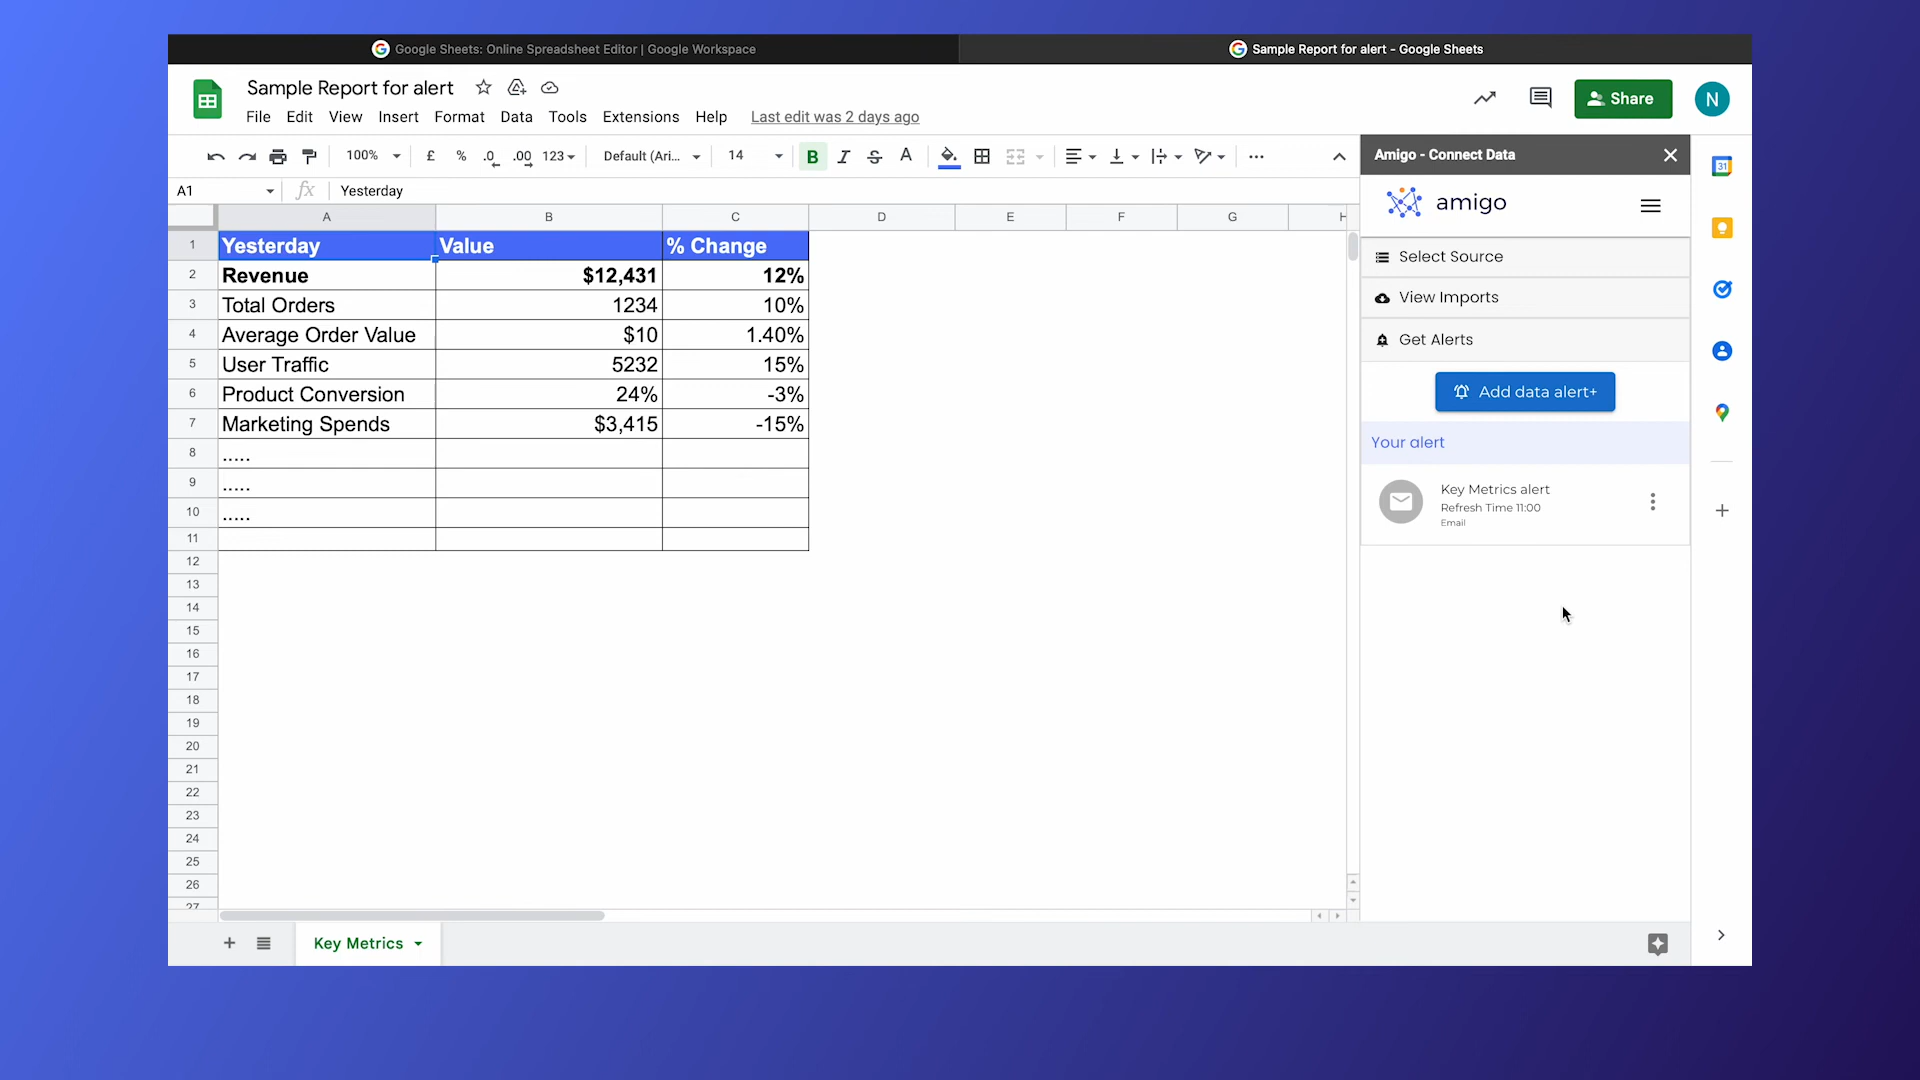 Google Sheets: Online Spreadsheet Editor | Google Workspace
Sample Report for alert - Google Sheets
Sample Report for alert
Share
N
File Edit View Insert Format Data Tools Extensions Help Last edit was 2 days ago
100% £ % .0 .00 123 Default (Ari... 14 B I S A ...
Amigo - Connect Data
31
A1 fx Yesterday
amigo
A B C D E F G H
1 Yesterday Value % Change
2 Revenue $12,431 12%
3 Total Orders 1234 10%
4 Average Order Value $10 1.40%
5 User Traffic 5232 15%
6 Product Conversion 24% -3%
7 Marketing Spends $3,415 -15%
8 .....
9 .....
10 .....
11
12
13
14
15
16
17
18
19
20
21
22
23
24
25
26
27
Select Source
View Imports
Get Alerts
Add data alert+
Your alert
Key Metrics alert
Refresh Time 11:00
Email
Key Metrics